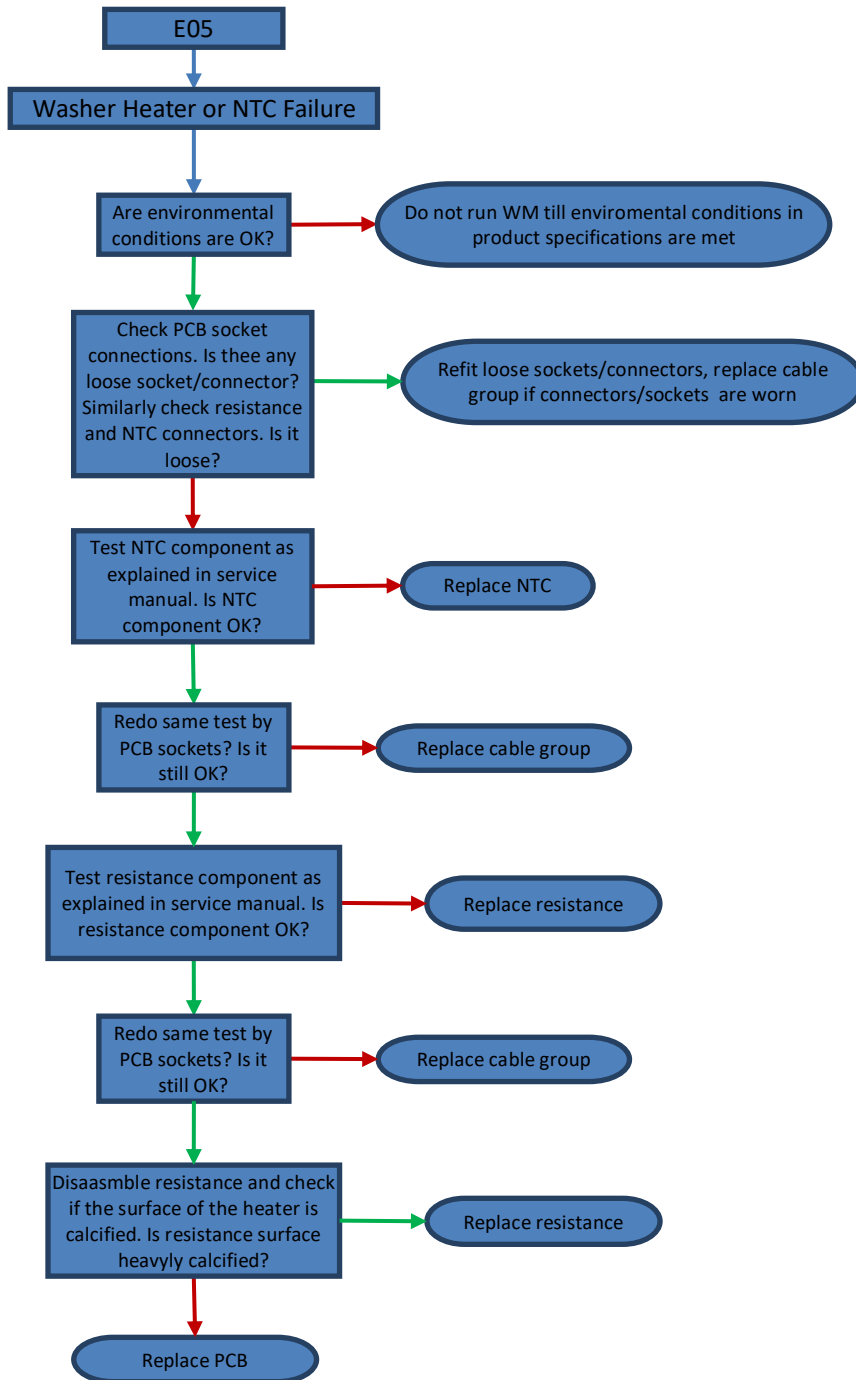 E05
Washer Heater or NTC Failure
Are environmental
conditions are OK?
Do not run WM till enviromental conditions in
product specifications are met
Check PCB socket
connections. Is thee any
loose socket/connector?
Similarly check resistance
and NTC connectors. Is it
loose?
Refit loose sockets/connectors, replace cable
group if connectors/sockets are worn
Test NTC component as
explained in service
manual. Is NTC
component OK?
Replace NTC
Redo same test by
PCB sockets? Is it
still OK?
Replace cable group
Test resistance component as
explained in service manual. Is
resistance component OK?
Replace resistance
Redo same test by
PCB sockets? Is it
still OK?
Replace cable group
Disaasmble resistance and check
if the surface of the heater is
calcified. Is resistance surface
heavyly calcified?
Replace resistance
Replace PCB